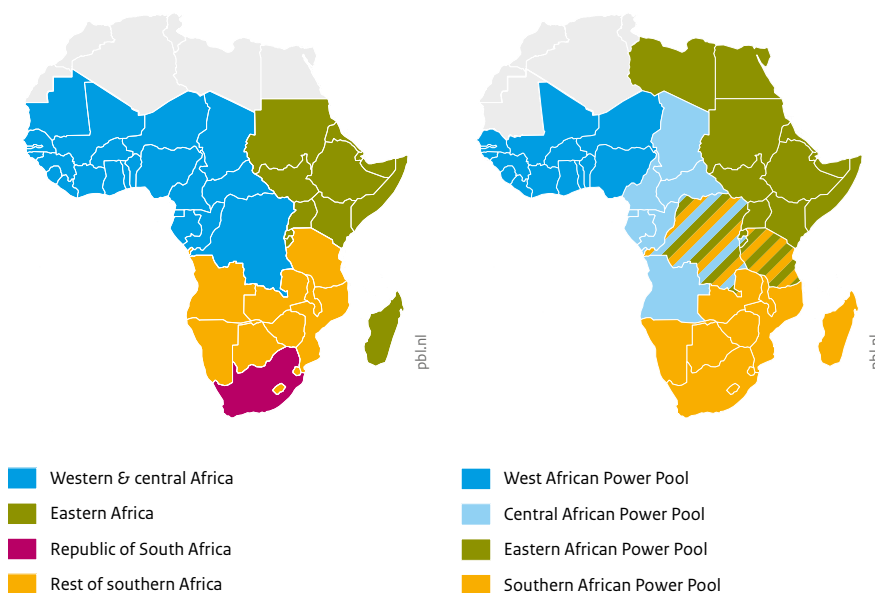 pbl.nl
Western & central Africa
Eastern Africa
Republic of South Africa
Rest of southern Africa
pbl.nl
West African Power Pool
Central African Power Pool
Eastern African Power Pool
Southern African Power Pool